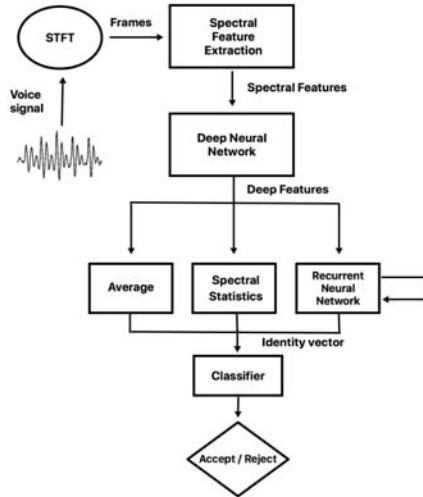 STFT
Frames
Spectral
Feature
Extraction
Voice
signal
Spectral Features
Deep Neural
Network
Deep Features
Average
Spectral
Statistics
Recurrent
Neural
Network
Identity vector
Classifier
Accept / Reject